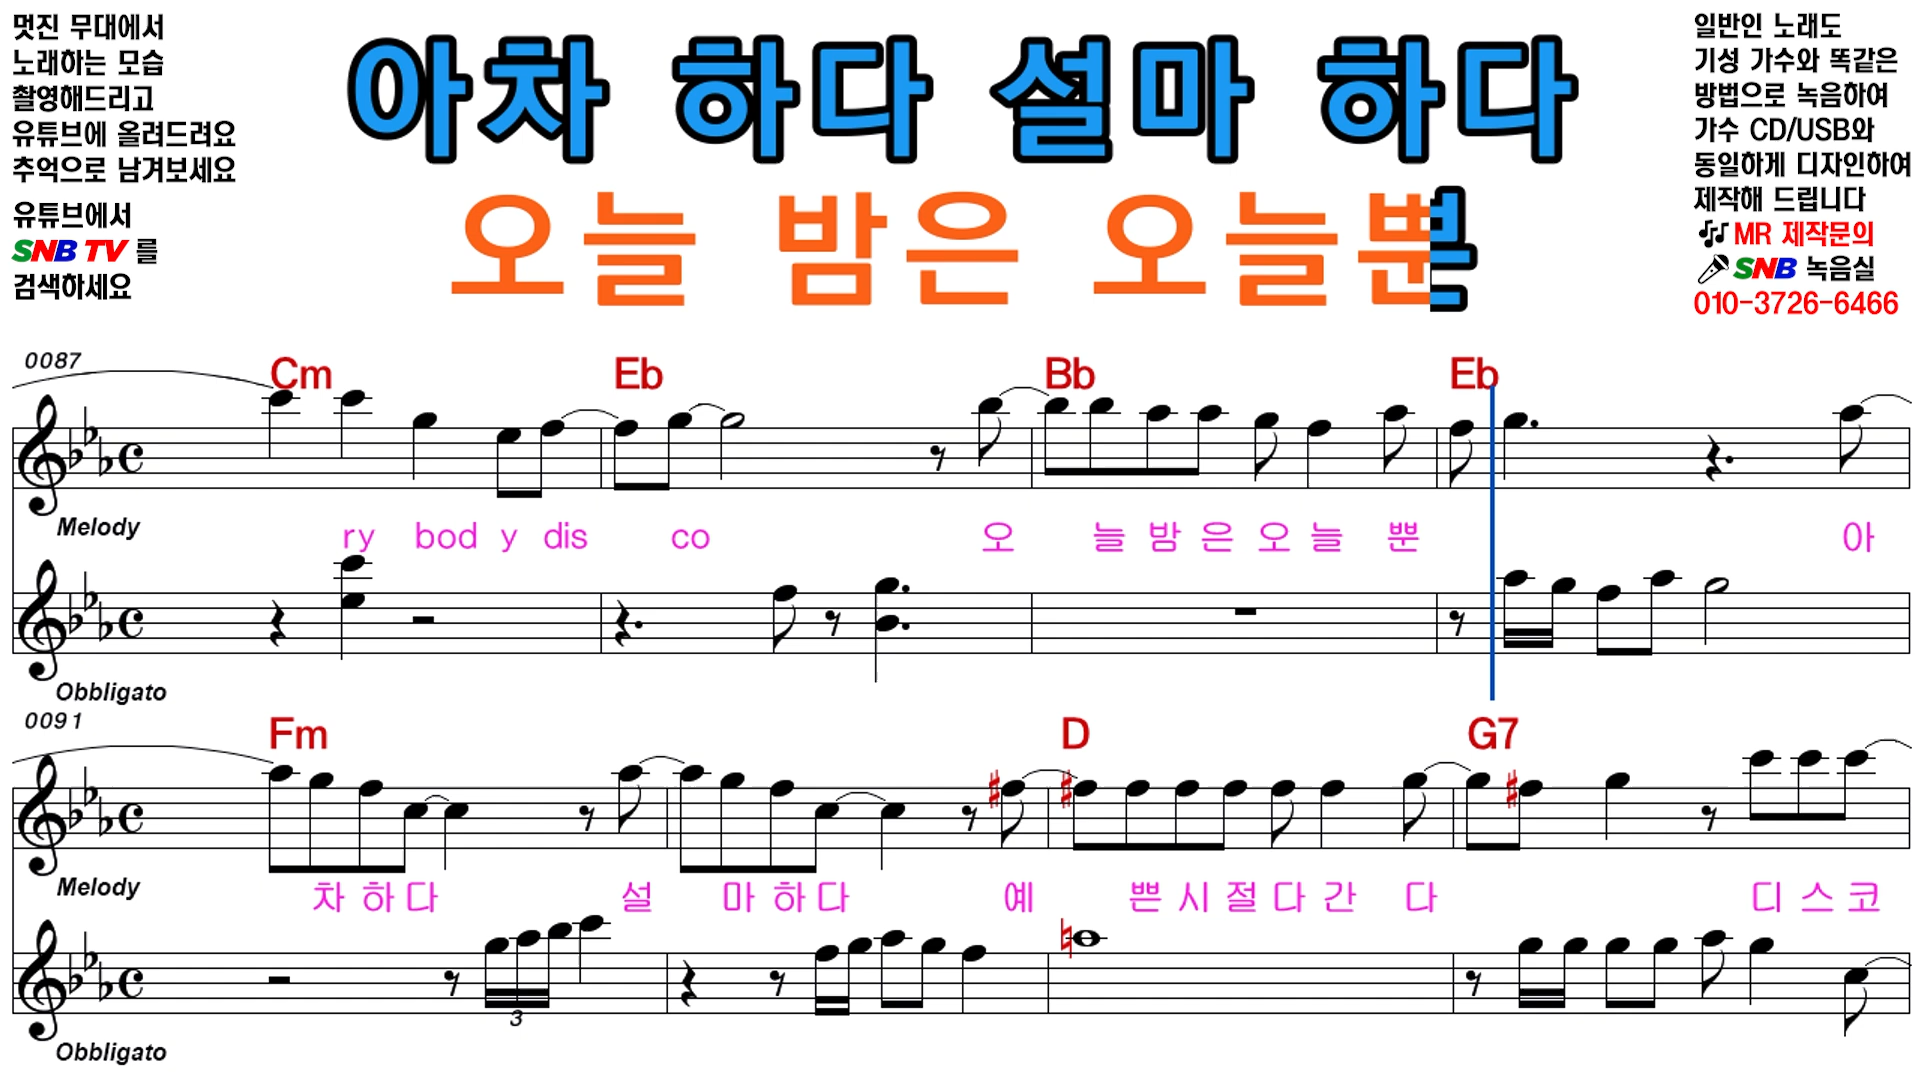 멋진 무대에서
노래하는 모습
촬영해드리고
유튜브에 올려드려요
추억으로 남겨보세요
유튜브에서
SNB TV 를
검색하세요
아차 하다 설마 하다
오늘 밤은 오늘뿐
일반인 노래도
기성 가수와 똑같은
방법으로 녹음하여
가수 CD/USB와
동일하게 디자인하여
제작해 드립니다
MR 제작문의
SNB 녹음실
010-3726-6466
0087
Cm Eb Bb Eb
Melody
ry bod y dis co 오 늘 밤 은 오 늘 뿐 아
Obbligato
0091
Fm D G7
Melody
차 하 다 설 마 하 다 예 쁜 시 절 다 간 다 디 스 코
3
Obbligato